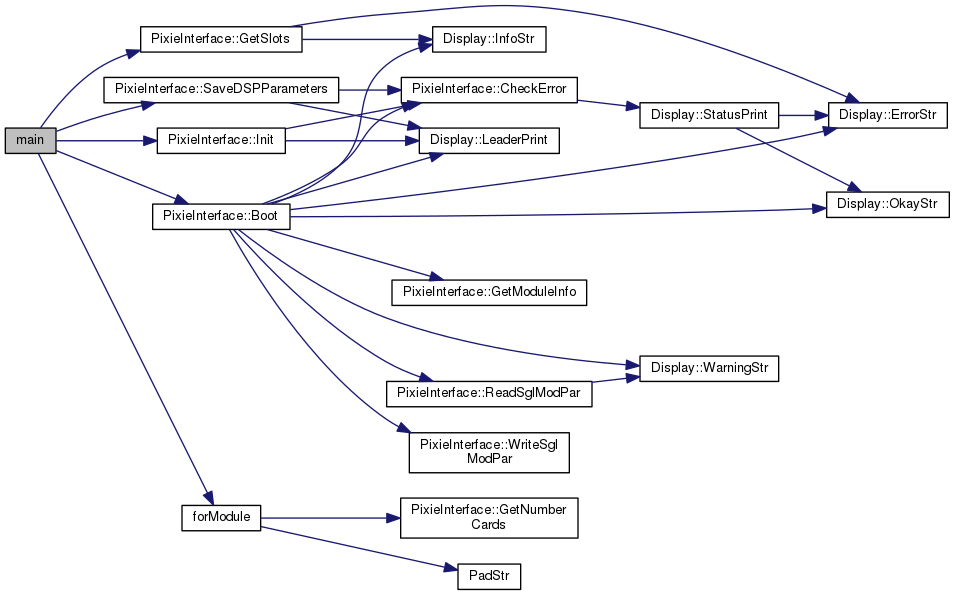 main
PixieInterface::GetSlots
PixieInterface::SaveDSPParameters
PixieInterface::Init
PixieInterface::Boot
forModule
Display::InfoStr
PixieInterface::CheckError
Display::LeaderPrint
PixieInterface::GetModuleInfo
PixieInterface::ReadSglModPar
PixieInterface::WriteSgl
ModPar
PixieInterface::GetNumber
Cards
PadStr
Display::StatusPrint
Display::WarningStr
Display::ErrorStr
Display::OkayStr